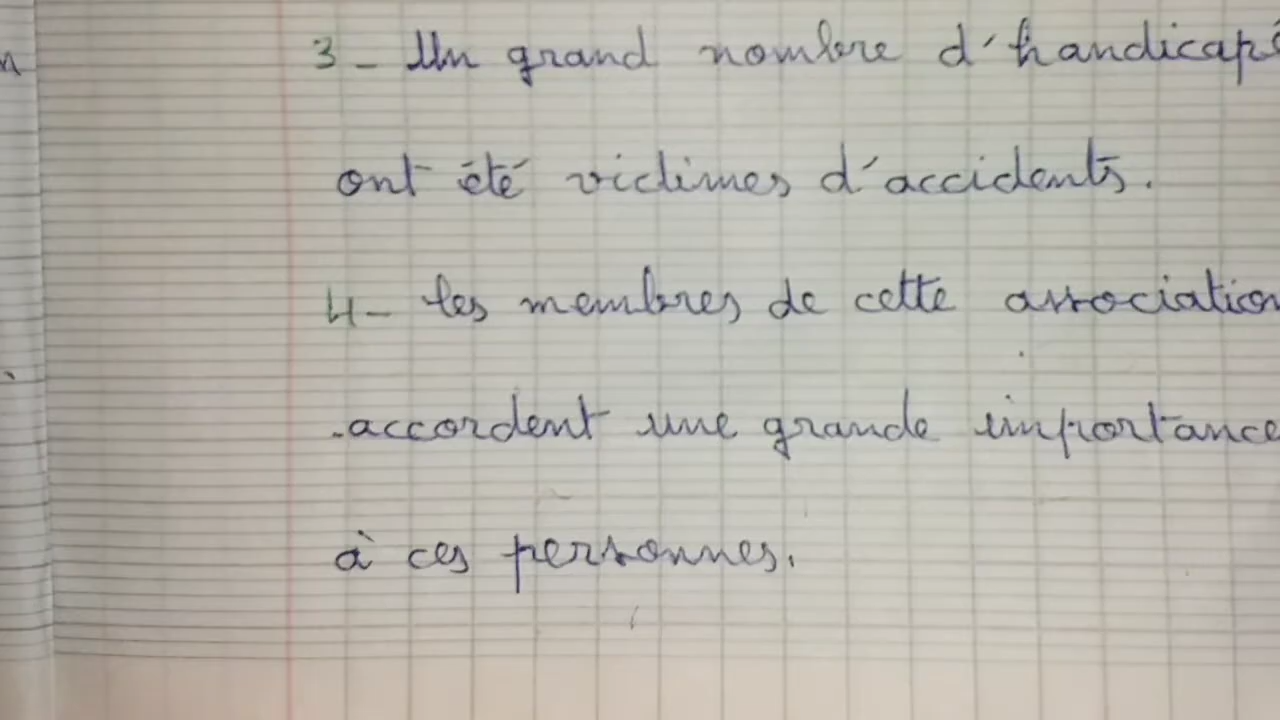 3 - Un grand nombre d'handicapé
ont été victimes d'accidents.
4 - les membres de cette association
accordent une grande importance
à ces personnes.